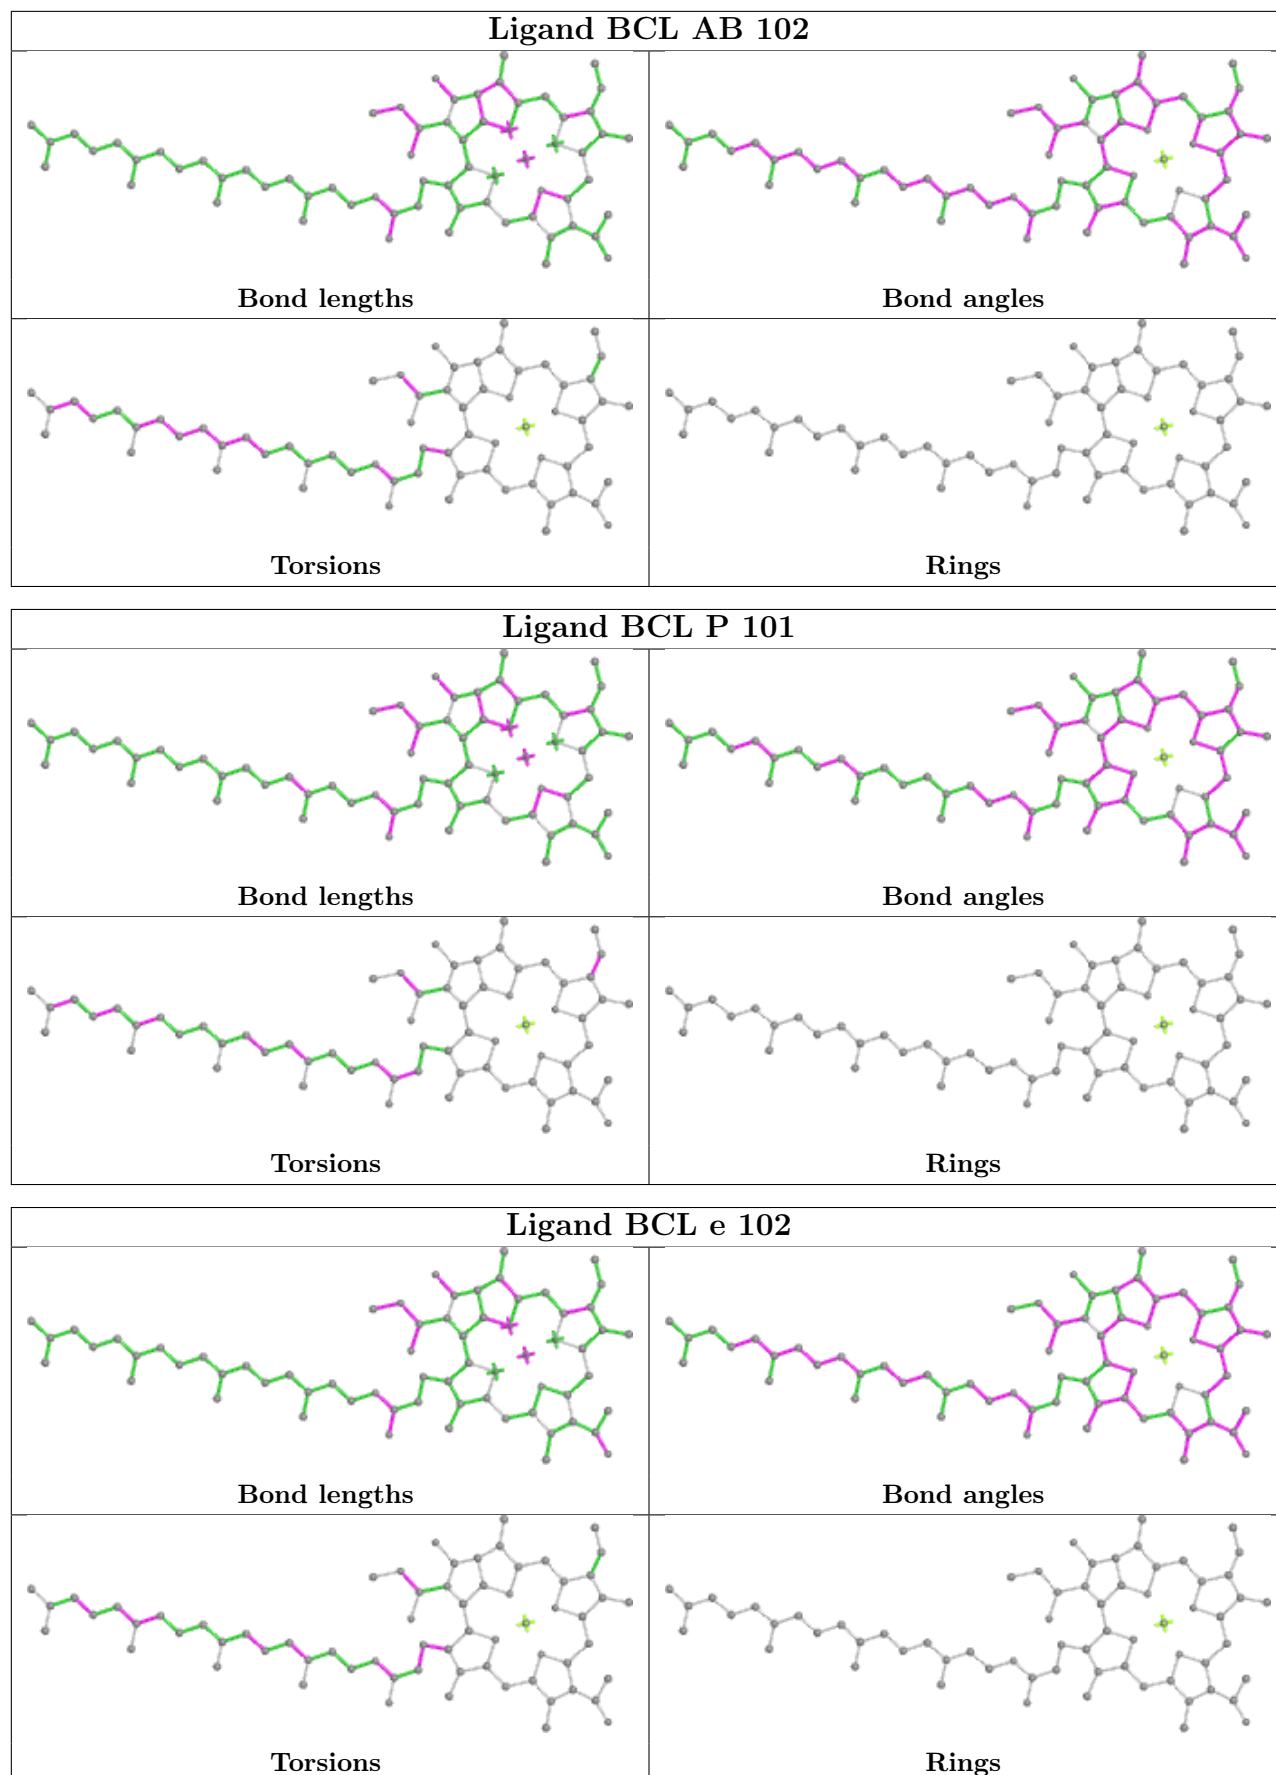 Ligand BCL AB 102
Bond lengths
Bond angles
Torsions
Rings
Ligand BCL P 101
Bond lengths
Bond angles
Torsions
Rings
Ligand BCL e 102
Bond lengths
Bond angles
Torsions
Rings